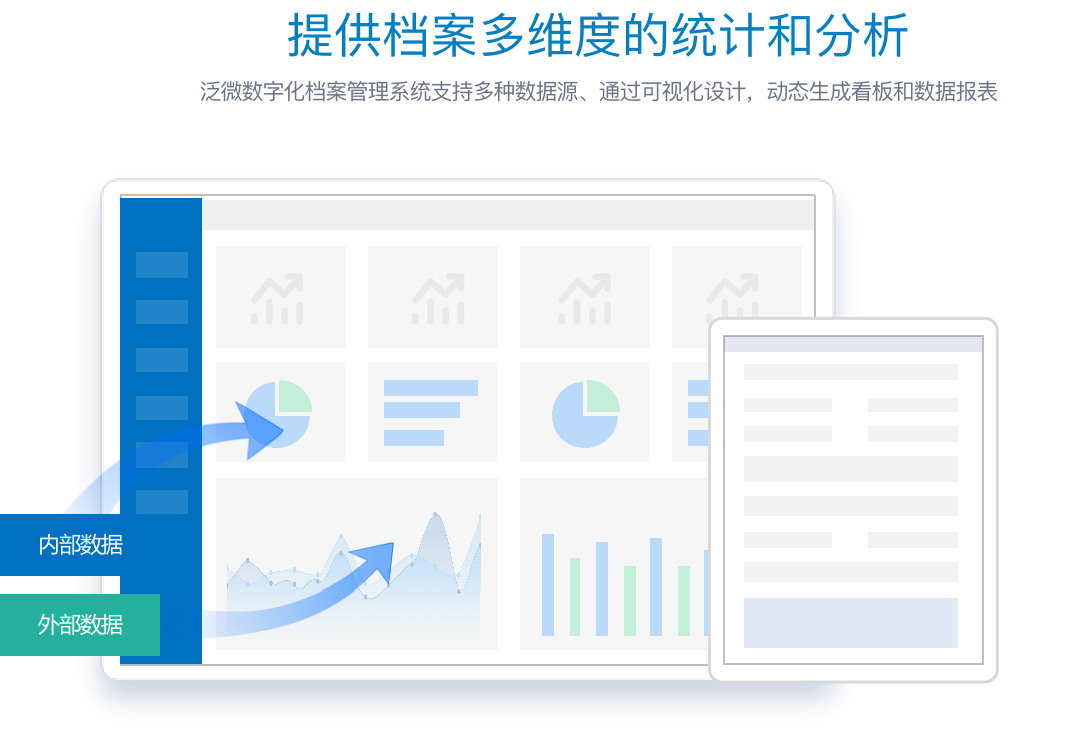 提供档案多维度的统计和分析
泛微数字化档案管理系统支持多种数据源、通过可视化设计，动态生成看板和数据报表
内部数据
外部数据